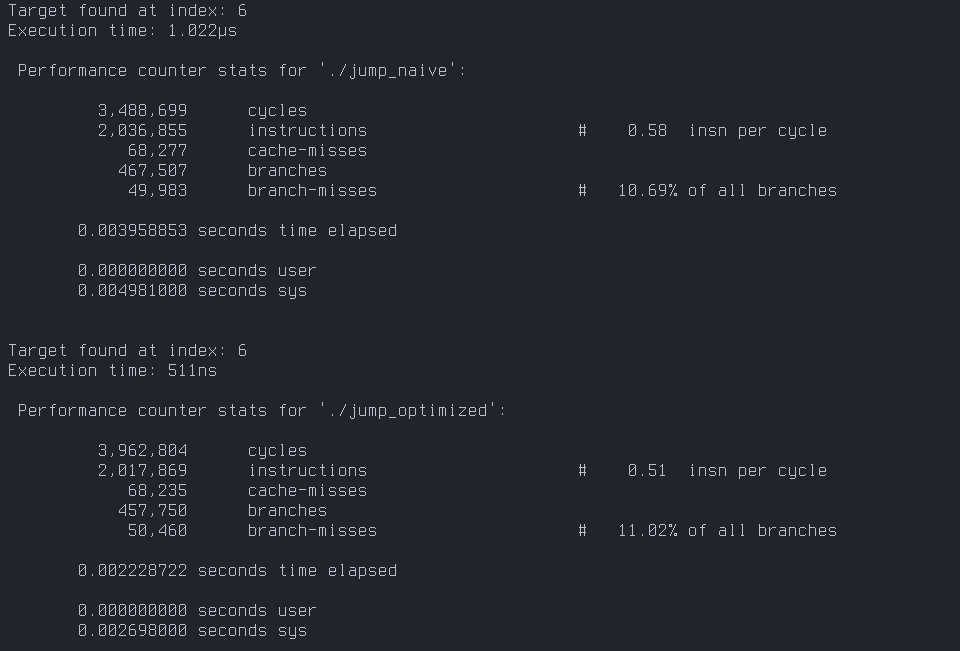 Target found at index: 6
Execution time: 1.022µs
Performance counter stats for './jump_naive':
3,488,699 cycles
2,036,855 instructions # 0.58 insn per cycle
68,277 cache-misses
467,507 branches
49,983 branch-misses # 10.69% of all branches
0.003958853 seconds time elapsed
0.000000000 seconds user
0.004981000 seconds sys
Target found at index: 6
Execution time: 511ns
Performance counter stats for './jump_optimized':
3,962,804 cycles
2,017,869 instructions # 0.51 insn per cycle
68,235 cache-misses
457,750 branches
50,460 branch-misses # 11.02% of all branches
0.002228722 seconds time elapsed
0.000000000 seconds user
0.002698000 seconds sys